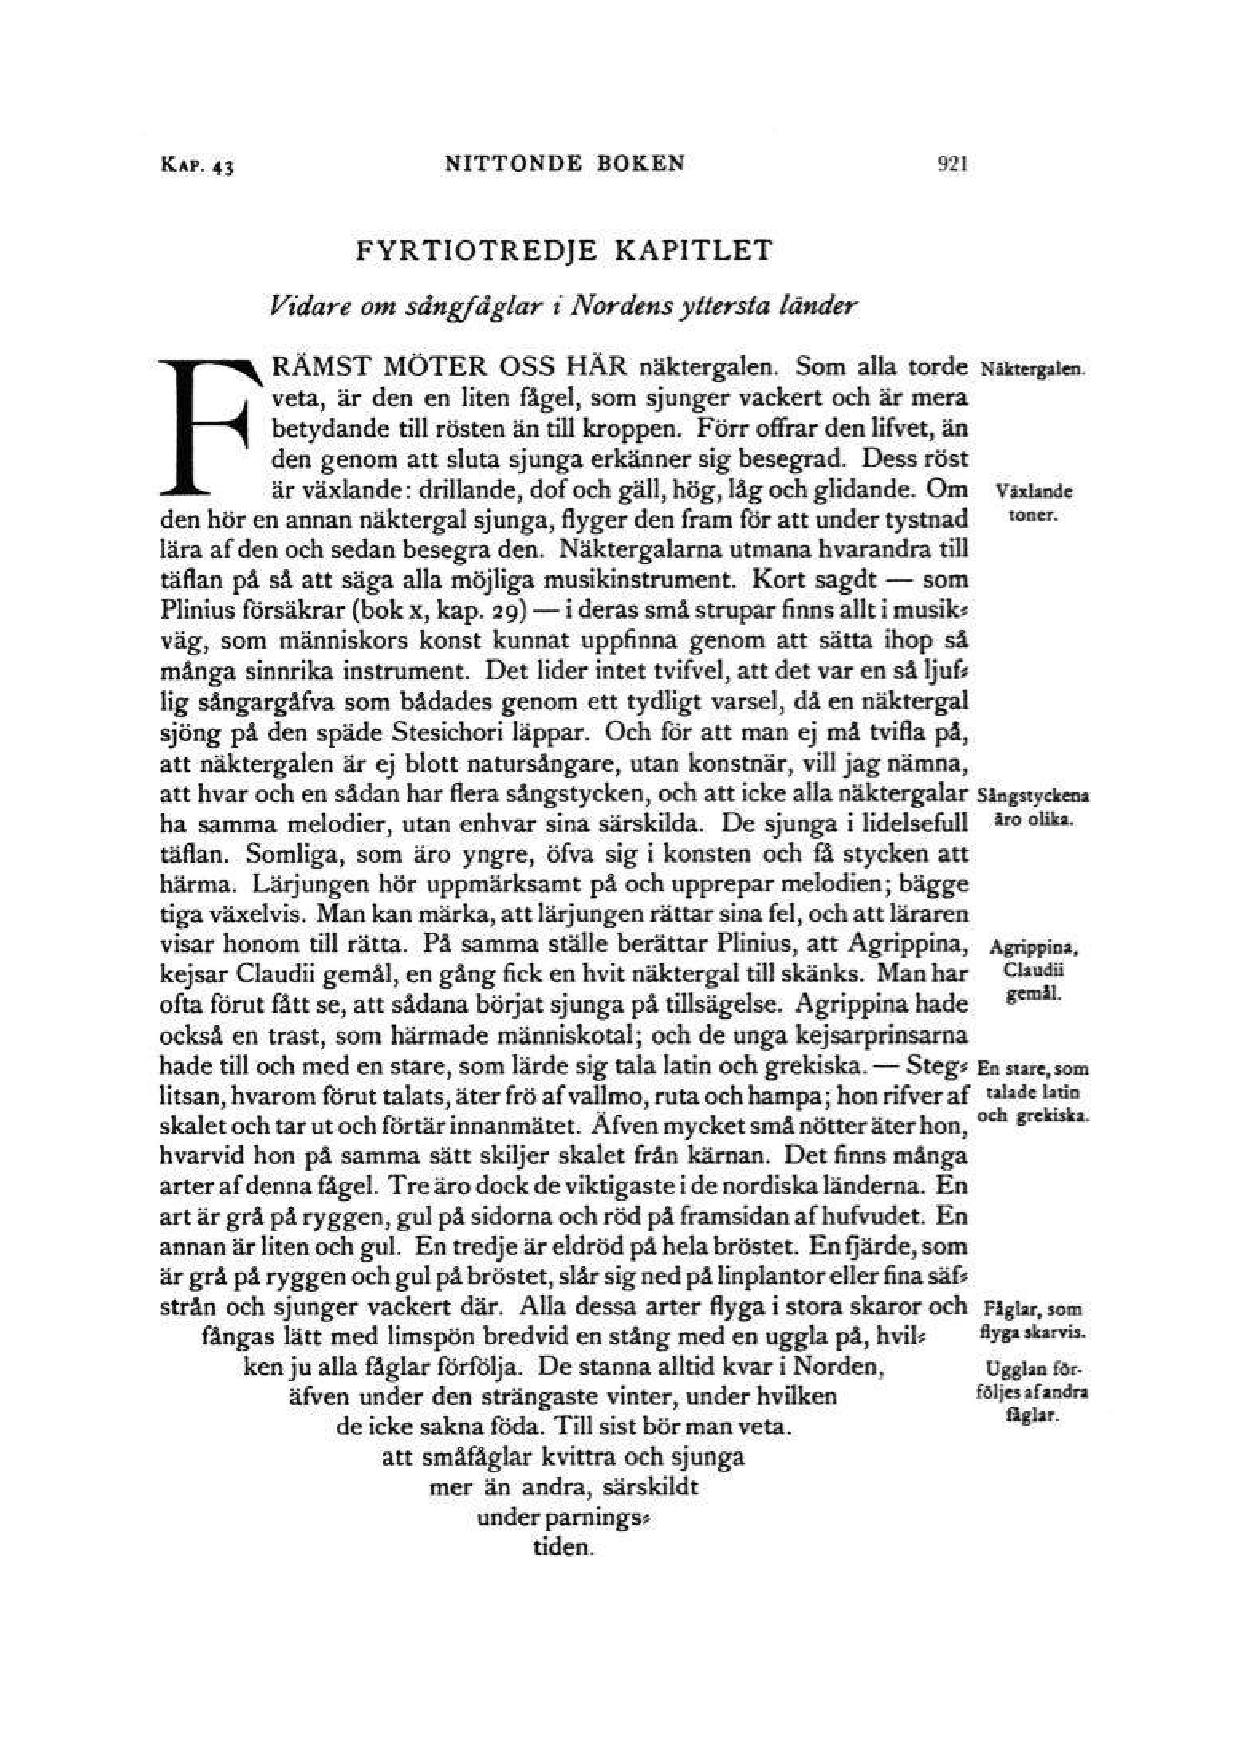 KAP. 43 NITTONDE BOKEN 921
FYRTIOTREDJE KAPITLET
Vidare om sångfåglar i Nordens yttersta länder
FRÄMST MÖTER OSS HÄR näktergalen. Som alla torde
Näktergalen.
veta, är den en liten fågel, som sjunger vackert och är mera
betydande till rösten än till kroppen. Förr offrar den lifvet, än
den genom att sluta sjunga erkänner sig besegrad. Dess röst
är växlande: drillande, dof och gäll, hög, låg och glidande. Om
Växlande
den hör en annan näktergal sjunga, flyger den fram för att under tystnad
toner.
lära af den och sedan besegra den. Näktergalarna utmana hvarandra till
täflan på så att säga alla möjliga musikinstrument. Kort sagdt — som
Plinius försäkrar (bok x, kap. 29) — i deras små strupar finns allt i musik-
väg, som människors konst kunnat uppfinna genom att sätta ihop så
många sinnrika instrument. Det lider intet tvifvel, att det var en så ljuf-
lig sångargåfva som bådades genom ett tydligt varsel, då en näktergal
sjöng på den späde Stesichori läppar. Och för att man ej må tvifla på,
att näktergalen är ej blott natursångare, utan konstnär, vill jag nämna,
att hvar och en sådan har flera sångstycken, och att icke alla näktergalar
Sångstyckena
ha samma melodier, utan enhvar sina särskilda. De sjunga i lidelsefull
äro olika.
täflan. Somliga, som äro yngre, öfva sig i konsten och få stycken att
härma. Lärjungen hör uppmärksamt på och upprepar melodien; bägge
tiga växelvis. Man kan märka, att lärjungen rättar sina fel, och att läraren
visar honom till rätta. På samma ställe berättar Plinius, att Agrippina,
Agrippina,
kejsar Claudii gemål, en gång fick en hvit näktergal till skänks. Man har
Claudii
ofta förut fått se, att sådana börjat sjunga på tillsägelse. Agrippina hade
gemål.
också en trast, som härmade människotal; och de unga kejsarprinsarna
hade till och med en stare, som lärde sig tala latin och grekiska. — Stegs-
En stare, som
litsan, hvarom förut talats, äter frö af vallmo, ruta och hampa; hon rifver af
talade latin
skalet och tar ut och förtär innanmätet. Äfven mycket små nötter äter hon,
och grekiska.
hvarvid hon på samma sätt skiljer skalet från kärnan. Det finns många
arter af denna fågel. Tre äro dock de viktigaste i de nordiska länderna. En
art är grå på ryggen, gul på sidorna och röd på framsidan af hufvudet. En
annan är liten och gul. En tredje är eldröd på hela bröstet. En fjärde, som
är grå på ryggen och gul på bröstet, slår sig ned på linplantor eller fina säf-
strån och sjunger vackert där. Alla dessa arter flyga i stora skaror och
Fåglar, som
fångas lätt med limspön bredvid en stång med en uggla på, hvil-
flyga skarvis.
ken ju alla fåglar förfölja. De stanna alltid kvar i Norden,
Ugglan för-
äfven under den strängaste vinter, under hvilken
följes af andra
de icke sakna föda. Till sist bör man veta.
fåglar.
att småfåglar kvittra och sjunga
mer än andra, särskildt
under parnings-
tiden.